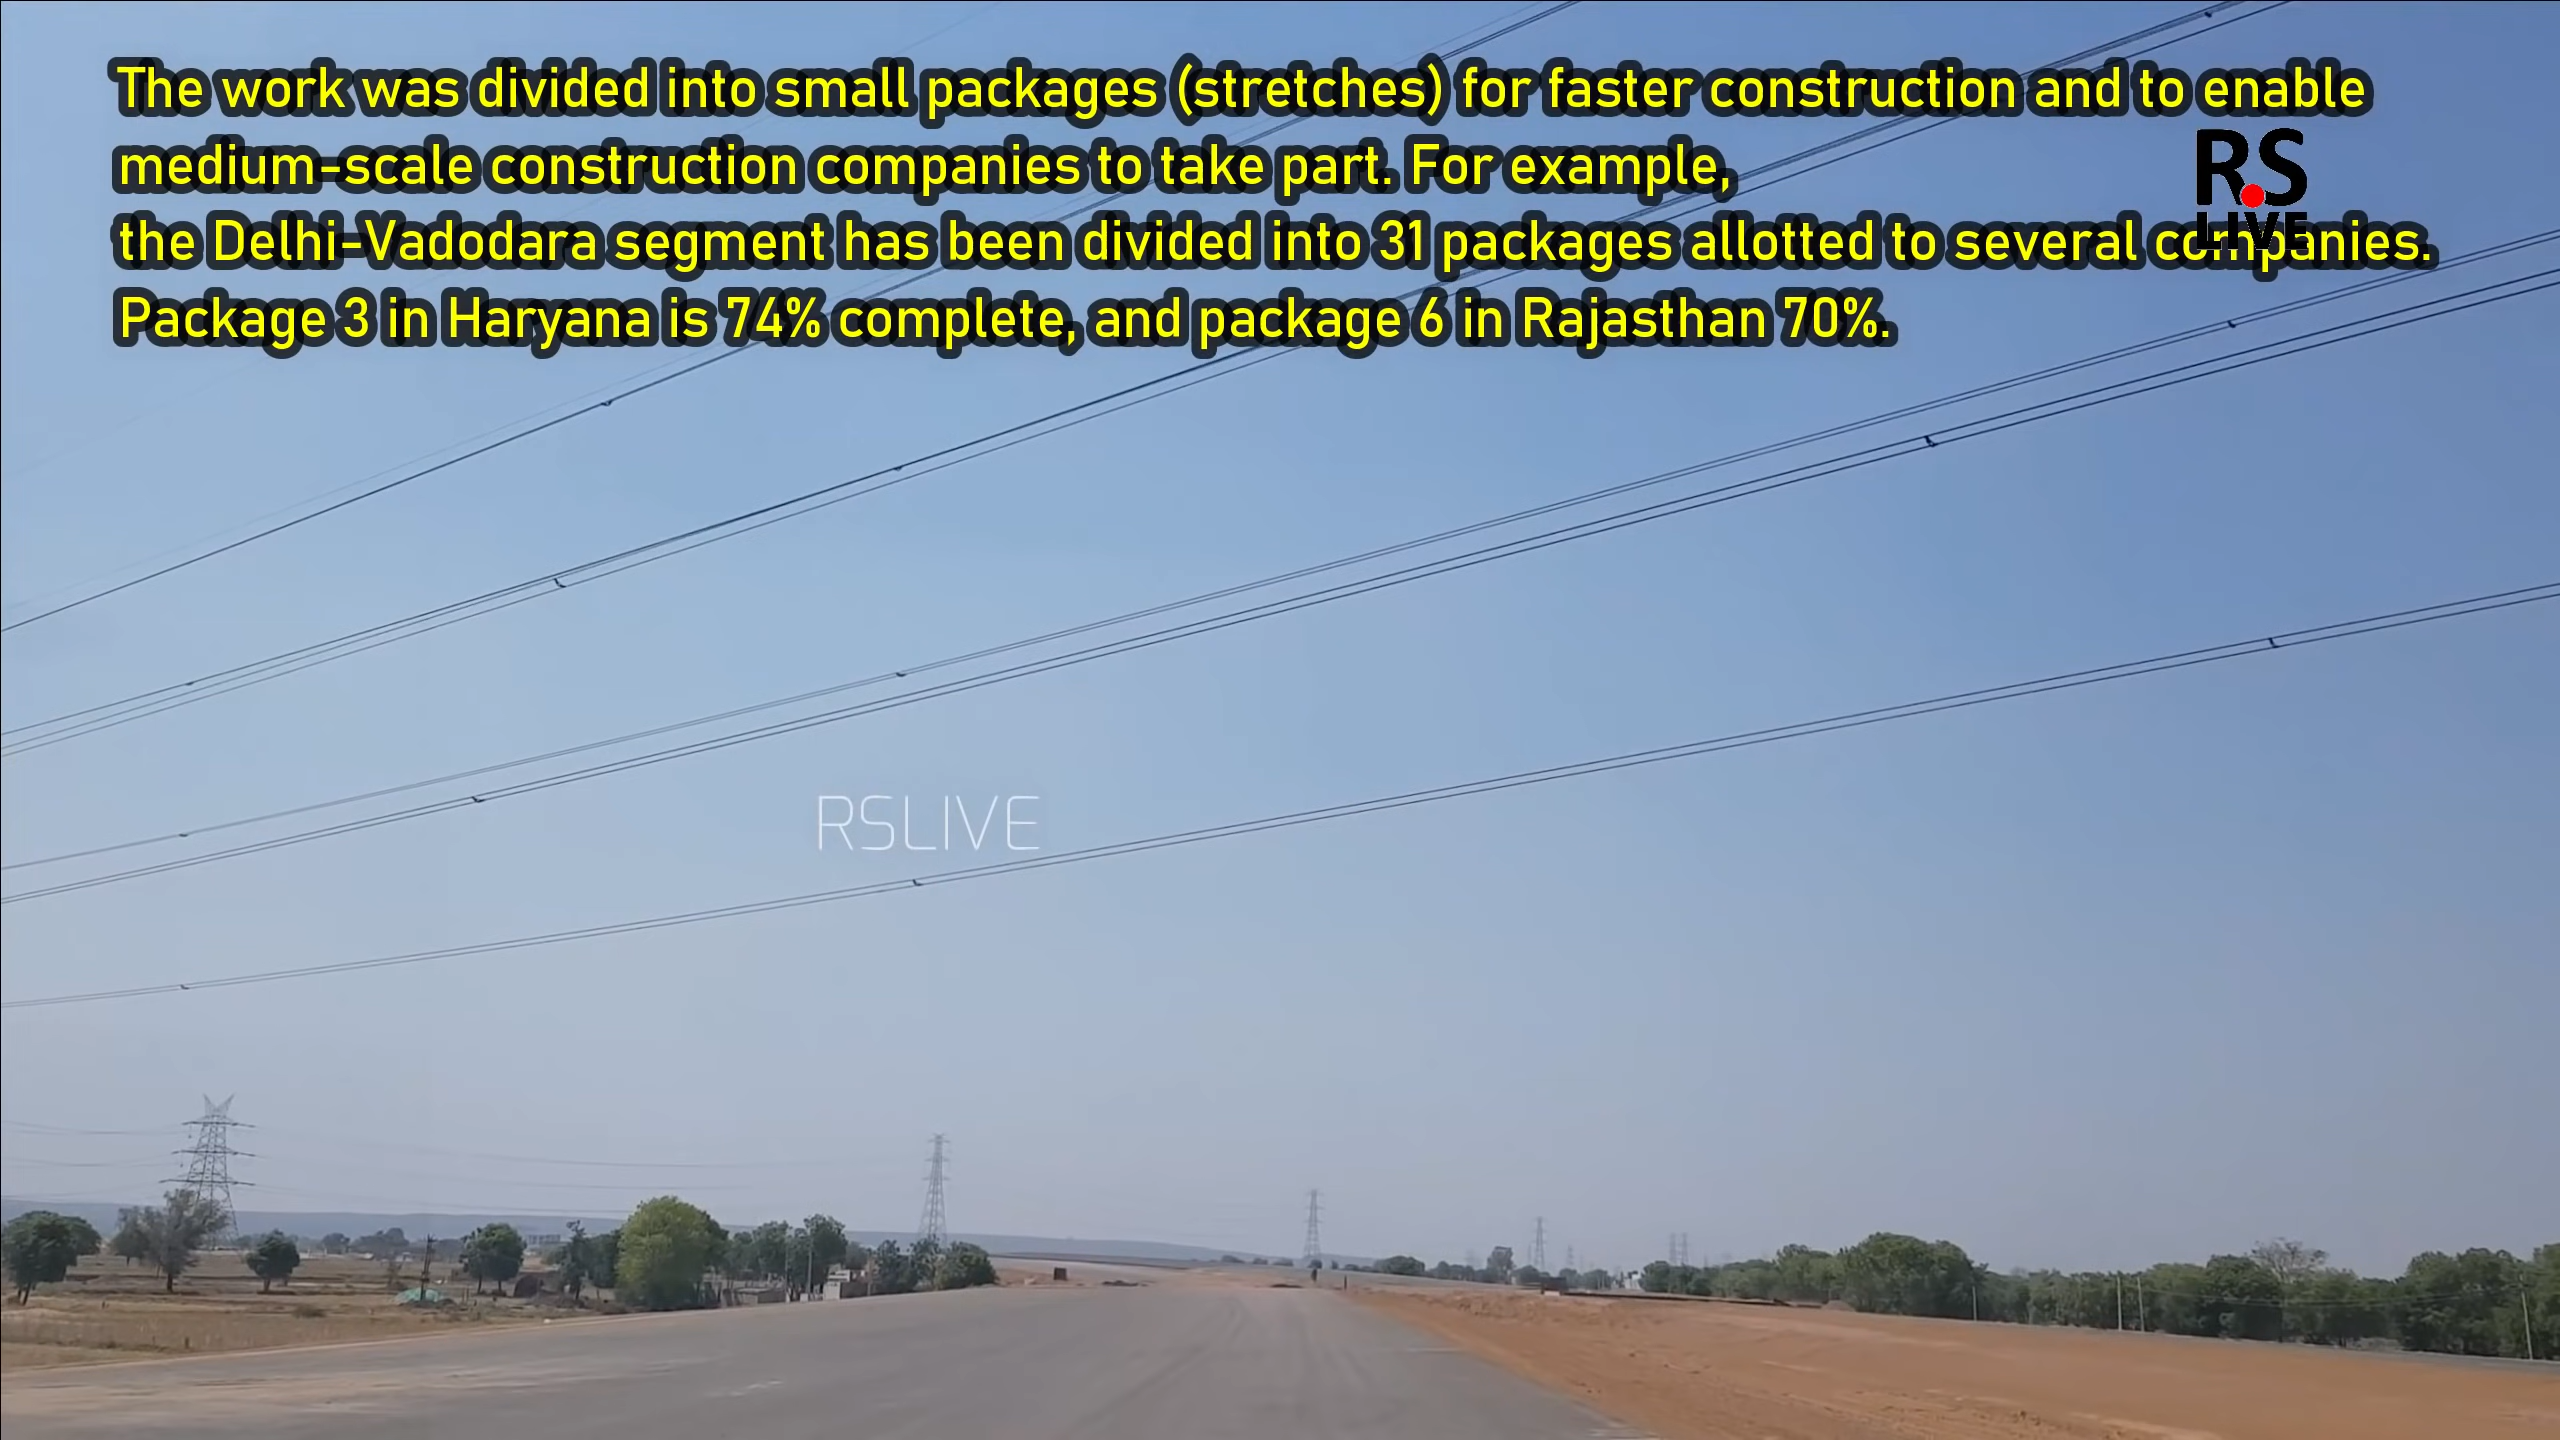 The work was divided into small packages (stretches) for faster construction and to enable
medium-scale construction companies to take part. For example,
RS
LIVE
the Delhi-Vadodara segment has been divided into 31 packages allotted to several companies.
Package 3 in Haryana is 74% complete, and package 6 in Rajasthan 70%.
RSLIVE